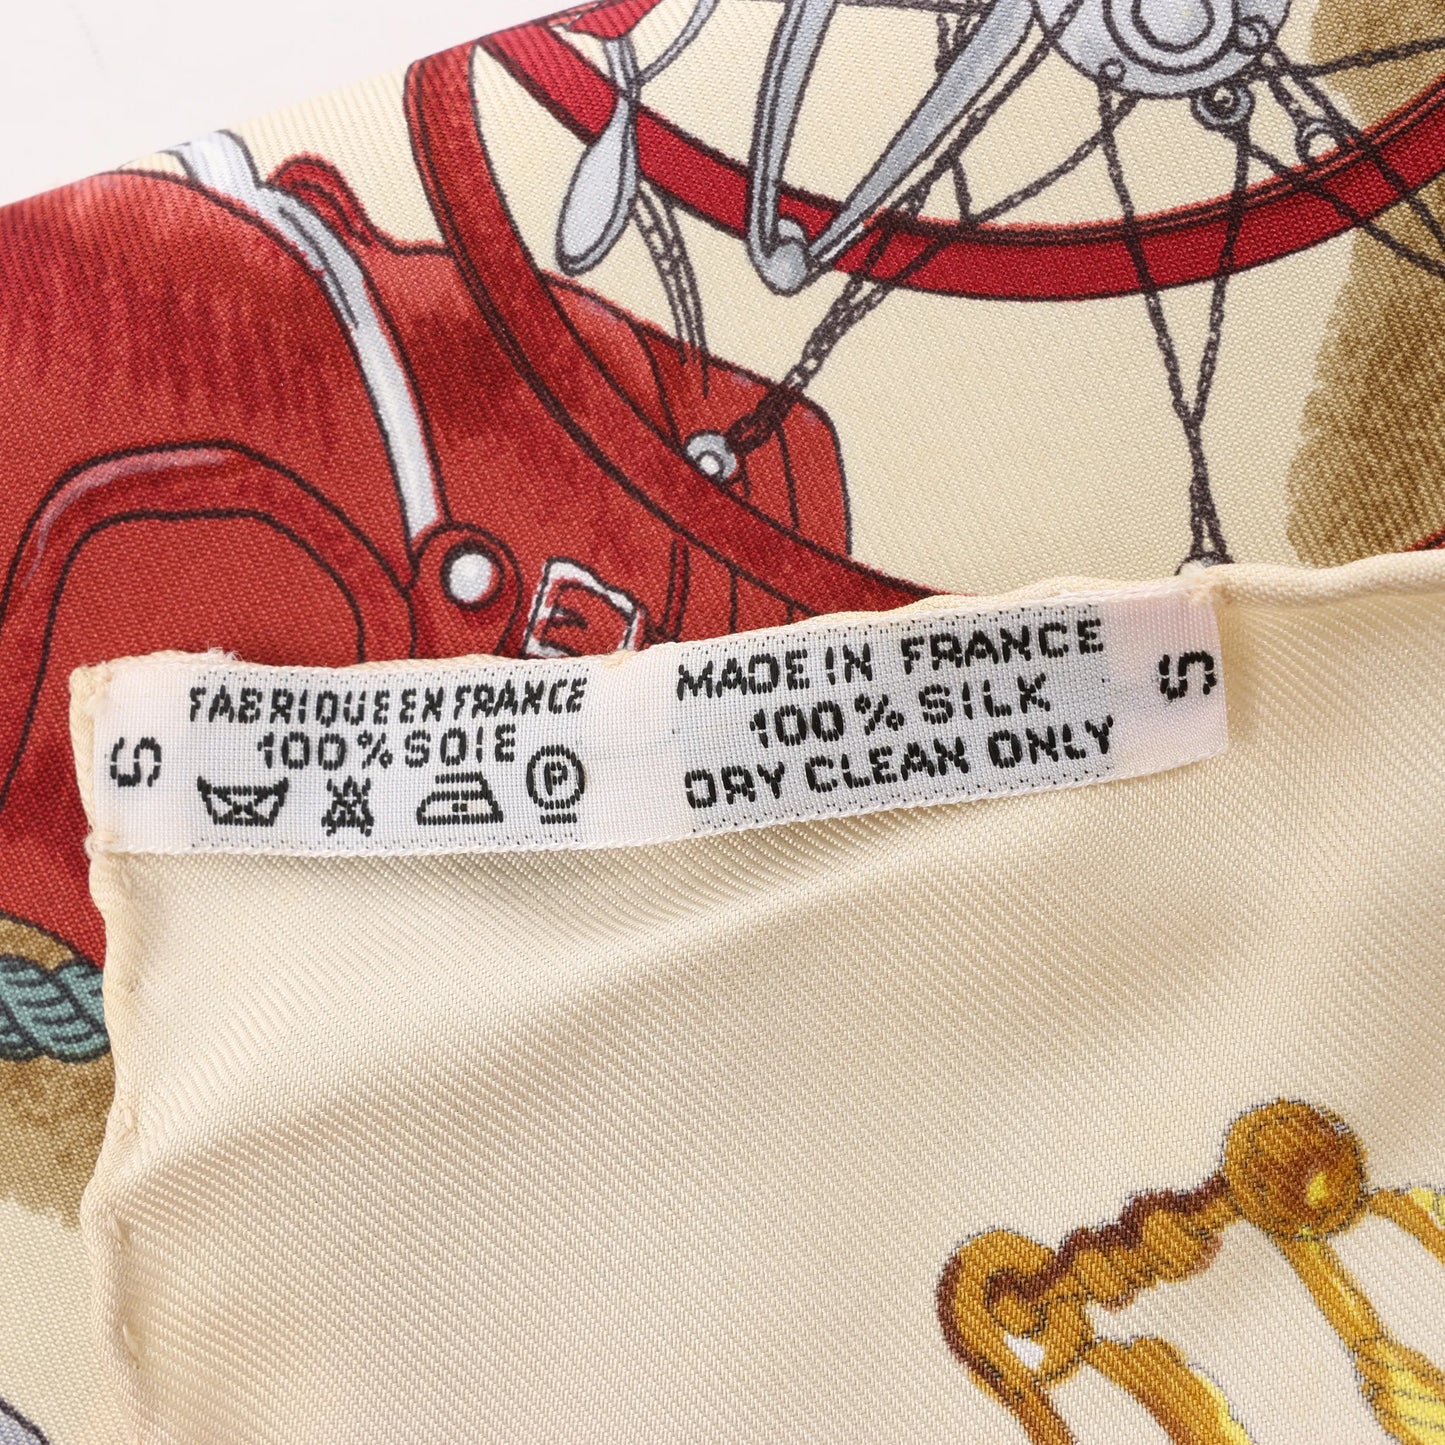 FABRIQUE EN FRANCE
100% SOIE
P
MADE IN FRANCE
100% SILK
DRY CLEAN ONLY
S
S